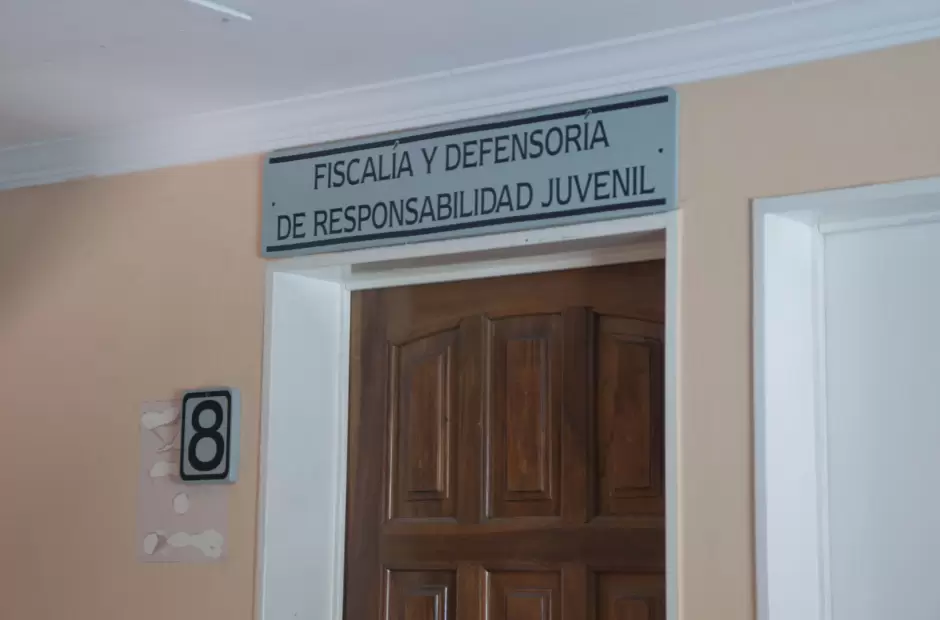 FISCALÍA Y DEFENSORÍA
DE RESPONSABILIDAD JUVENIL
8